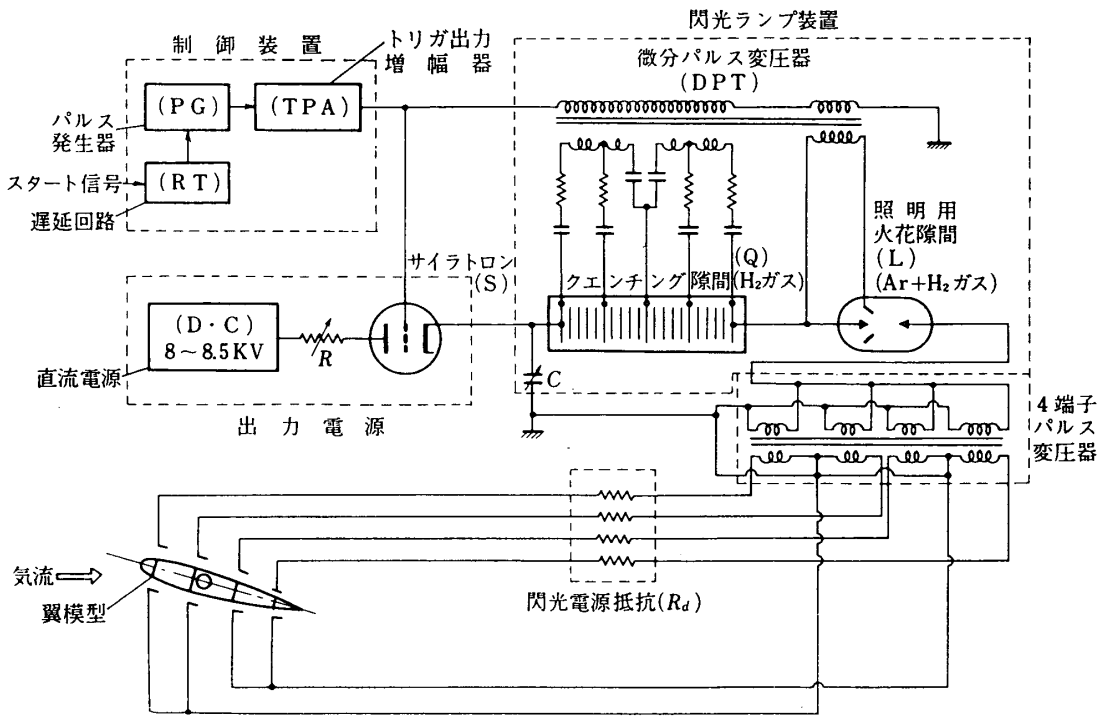 閃光ランプ装置
制御装置
トリガ出力
増幅器
微分パルス変圧器
(DPT)
(PG)
(TPA)
パルス
発生器
スタート信号
(RT)
遅延回路
照明用
火花隙間
(L)
(Ar+H₂ガス)
サイラトロン
(S)
(Q)
クエンチング隙間(H₂ガス)
(D・C)
8～8.5KV
R
直流電源
C
出力電源
4端子
パルス
変圧器
気流
翼模型
閃光電源抵抗(Rd)